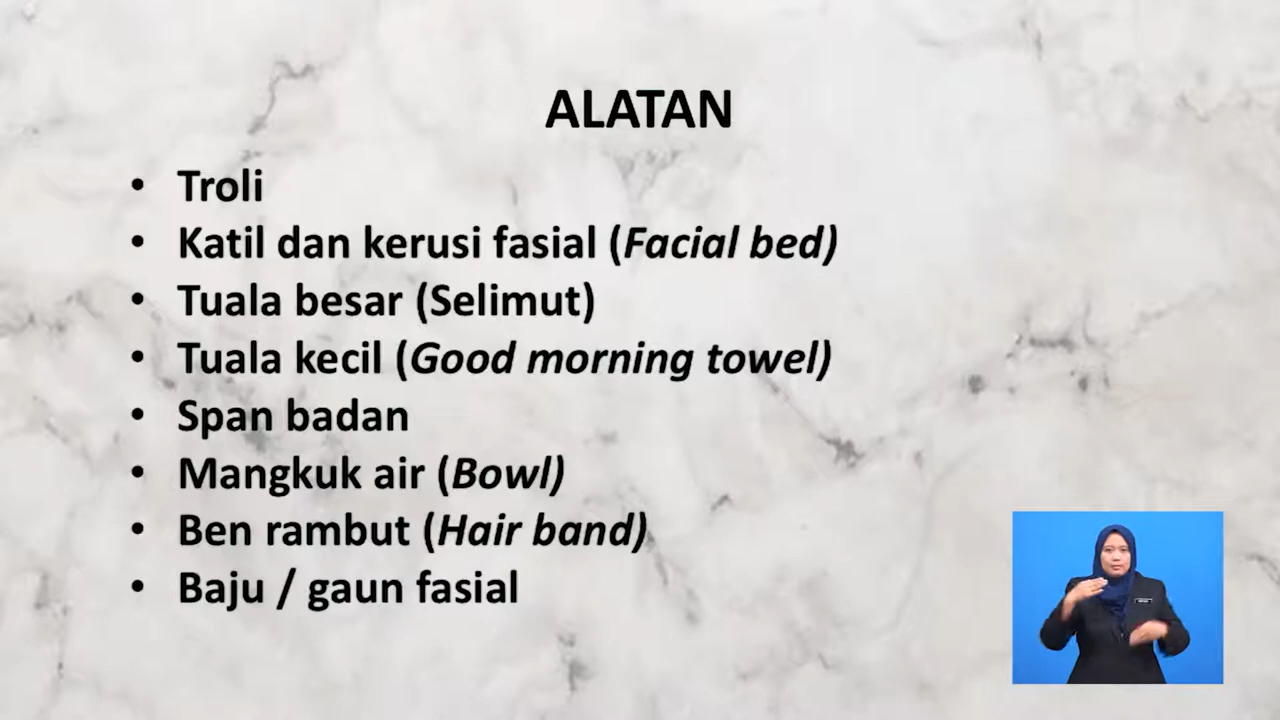 ALATAN
• Troli
• Katil dan kerusi fasial (Facial bed)
• Tuala besar (Selimut)
• Tuala kecil (Good morning towel)
• Span badan
• Mangkuk air (Bowl)
• Ben rambut (Hair band)
• Baju / gaun fasial